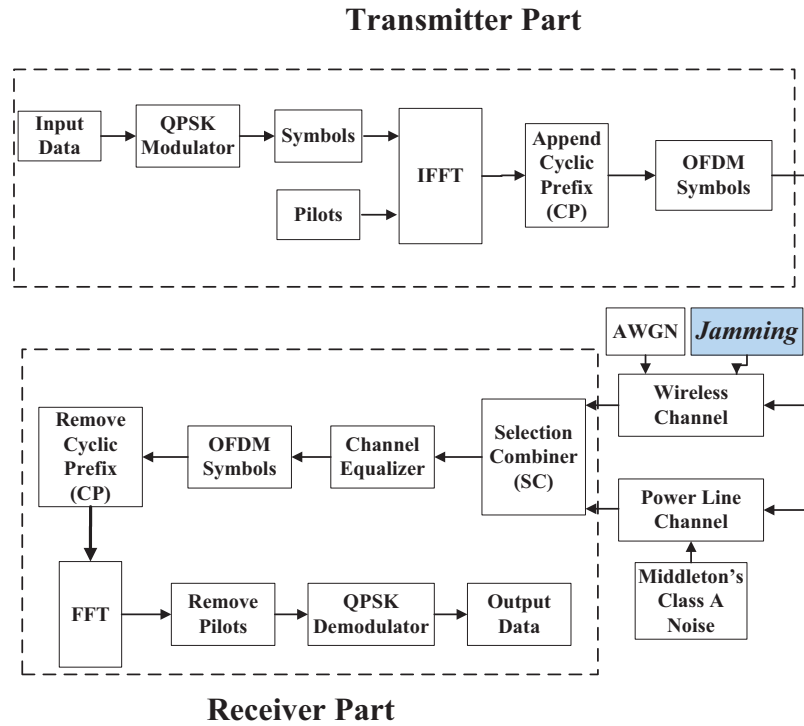 Transmitter Part
Input
Data
QPSK
Modulator
Symbols
Pilots
IFFT
Append
Cyclic
Prefix
(CP)
OFDM
Symbols
AWGN
Jamming
Wireless
Channel
Power Line
Channel
Middleton's
Class A
Noise
Selection
Combiner
(SC)
Channel
Equalizer
OFDM
Symbols
Remove
Cyclic
Prefix
(CP)
FFT
Remove
Pilots
QPSK
Demodulator
Output
Data
Receiver Part